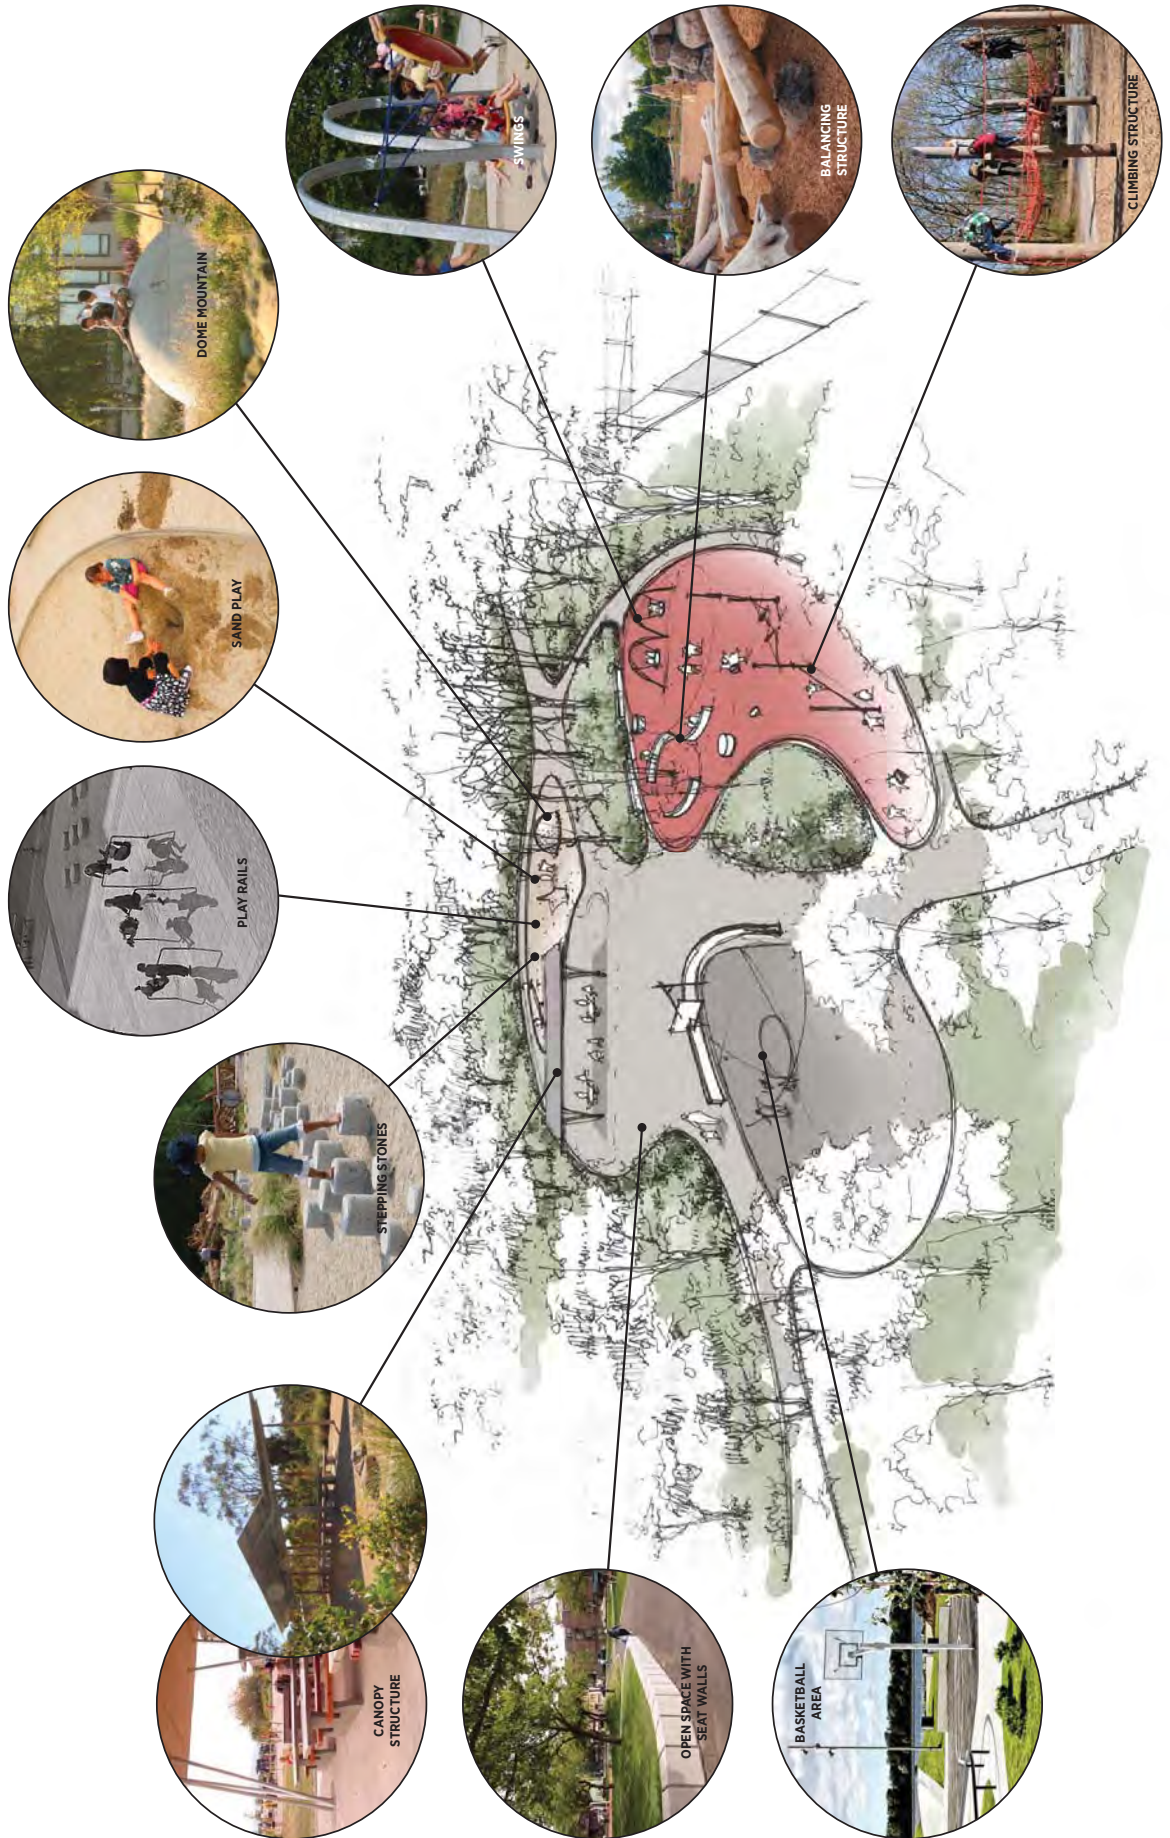 CANOPY
STRUCTURE
STEPPING STONES
PLAY RAILS
SAND PLAY
DOME MOUNTAIN
SWINGS
BALANCING
STRUCTURE
CLIMBING STRUCTURE
OPEN SPACE WITH
SEAT WALLS
BASKETBALL
AREA